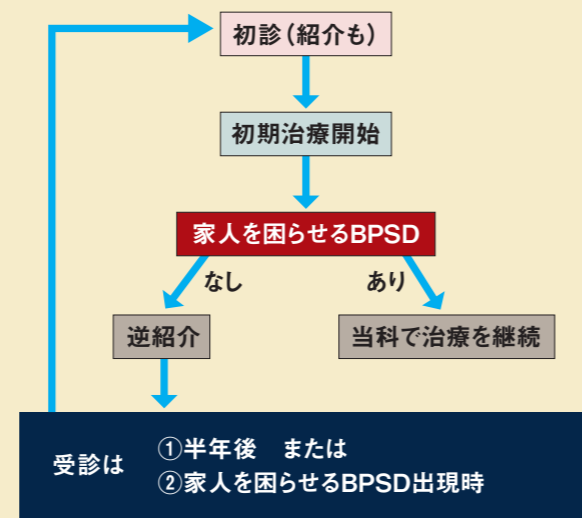 初診（紹介も）
初期治療開始
家人を困らせるBPSD
なし
あり
逆紹介
当科で治療を継続
受診は
①半年後　または
②家人を困らせるBPSD出現時